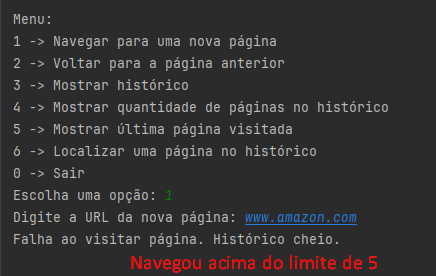 Menu:
1 -> Navegar para uma nova página
2 -> Voltar para a página anterior
3 -> Mostrar histórico
4 -> Mostrar quantidade de páginas no histórico
5 -> Mostrar última página visitada
6 -> Localizar uma página no histórico
0 -> Sair
Escolha uma opção: 1
Digite a URL da nova página: www.amazon.com
Falha ao visitar página. Histórico cheio.
Navegou acima do limite de 5